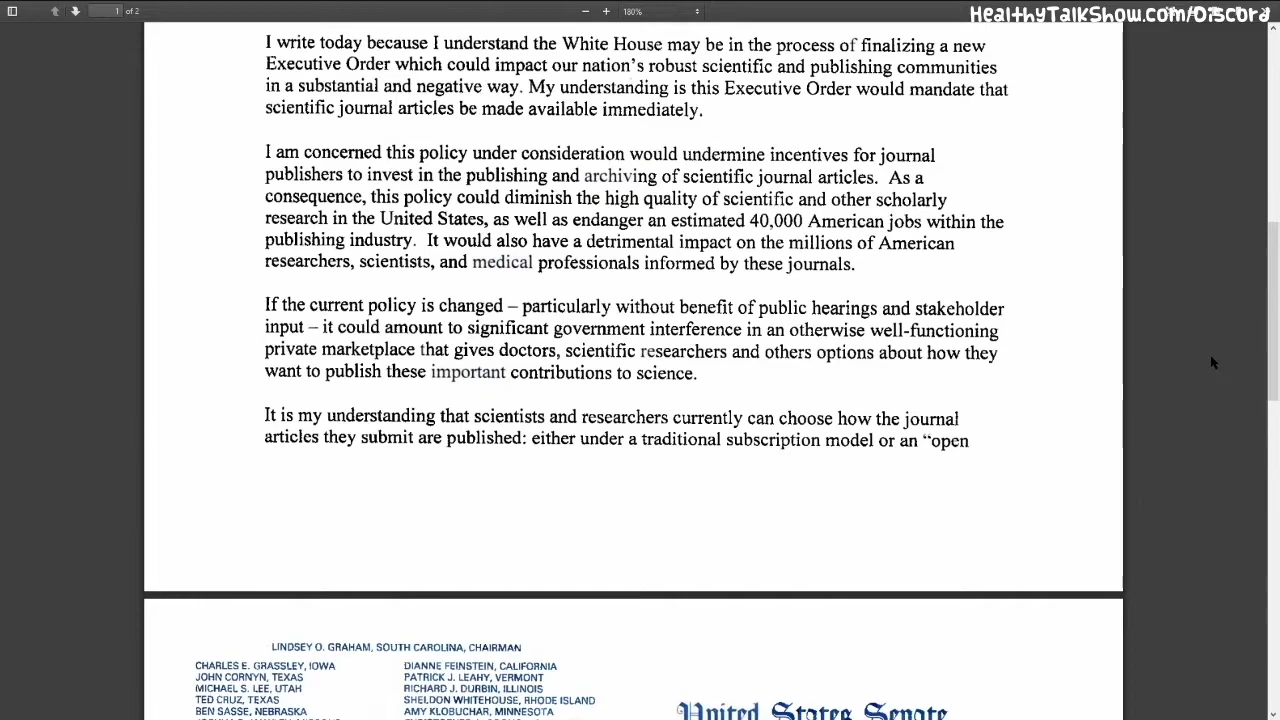 1 of 2
180%
HealthyTalkShow.com/Discord
I write today because I understand the White House may be in the process of finalizing a new
Executive Order which could impact our nation's robust scientific and publishing communities
in a substantial and negative way. My understanding is this Executive Order would mandate that
scientific journal articles be made available immediately.
I am concerned this policy under consideration would undermine incentives for journal
publishers to invest in the publishing and archiving of scientific journal articles. As a
consequence, this policy could diminish the high quality of scientific and other scholarly
research in the United States, as well as endanger an estimated 40,000 American jobs within the
publishing industry. It would also have a detrimental impact on the millions of American
researchers, scientists, and medical professionals informed by these journals.
If the current policy is changed – particularly without benefit of public hearings and stakeholder
input – it could amount to significant government interference in an otherwise well-functioning
private marketplace that gives doctors, scientific researchers and others options about how they
want to publish these important contributions to science.
It is my understanding that scientists and researchers currently can choose how the journal
articles they submit are published: either under a traditional subscription model or an “open
LINDSEY O. GRAHAM, SOUTH CAROLINA, CHAIRMAN
CHARLES E. GRASSLEY, IOWA
JOHN CORNYN, TEXAS
MICHAEL S. LEE, UTAH
TED CRUZ, TEXAS
BEN SASSE, NEBRASKA
DIANNE FEINSTEIN, CALIFORNIA
PATRICK J. LEAHY, VERMONT
RICHARD J. DURBIN, ILLINOIS
SHELDON WHITEHOUSE, RHODE ISLAND
AMY KLOBUCHAR, MINNESOTA
United States Senate